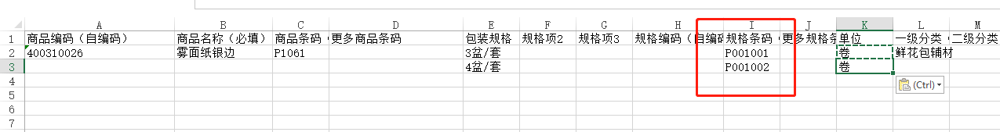 A B C D E F G H I J K L M
1 商品编码（自编码） 商品名称（必填） 商品条码（ 更多商品条码 包装规格 规格项2 规格项3 规格编码（自编码 规格条码（ 更多规格条 单位 一级分类（ 二级分类
2 400310026 雾面纸银边 P1061 3盆/套 P001001 卷 鲜花包辅材
3 4盆/套 P001002 卷
4 (Ctrl)
5
6
7